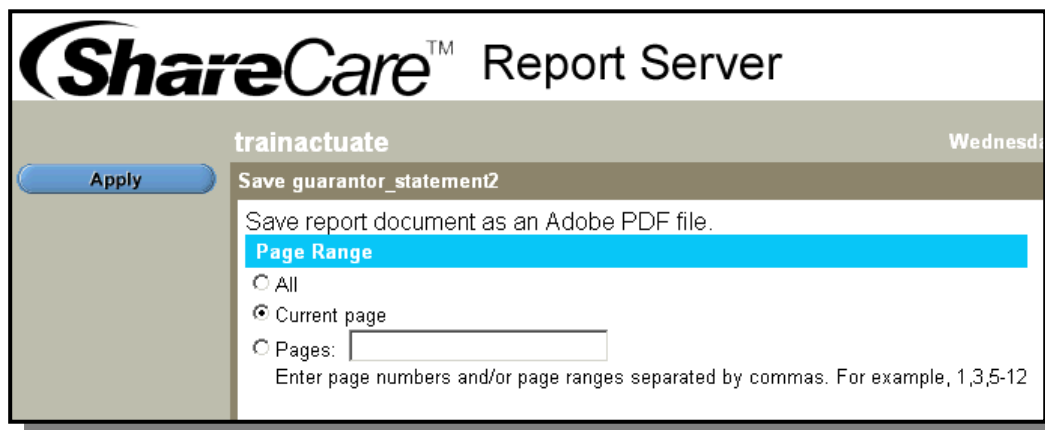 ShareCare™ Report Server
trainactuate
Apply
Save guarantor_statement2
Save report document as an Adobe PDF file.
Page Range
All
Current page
Pages:
Enter page numbers and/or page ranges separated by commas. For example, 1,3,5-12